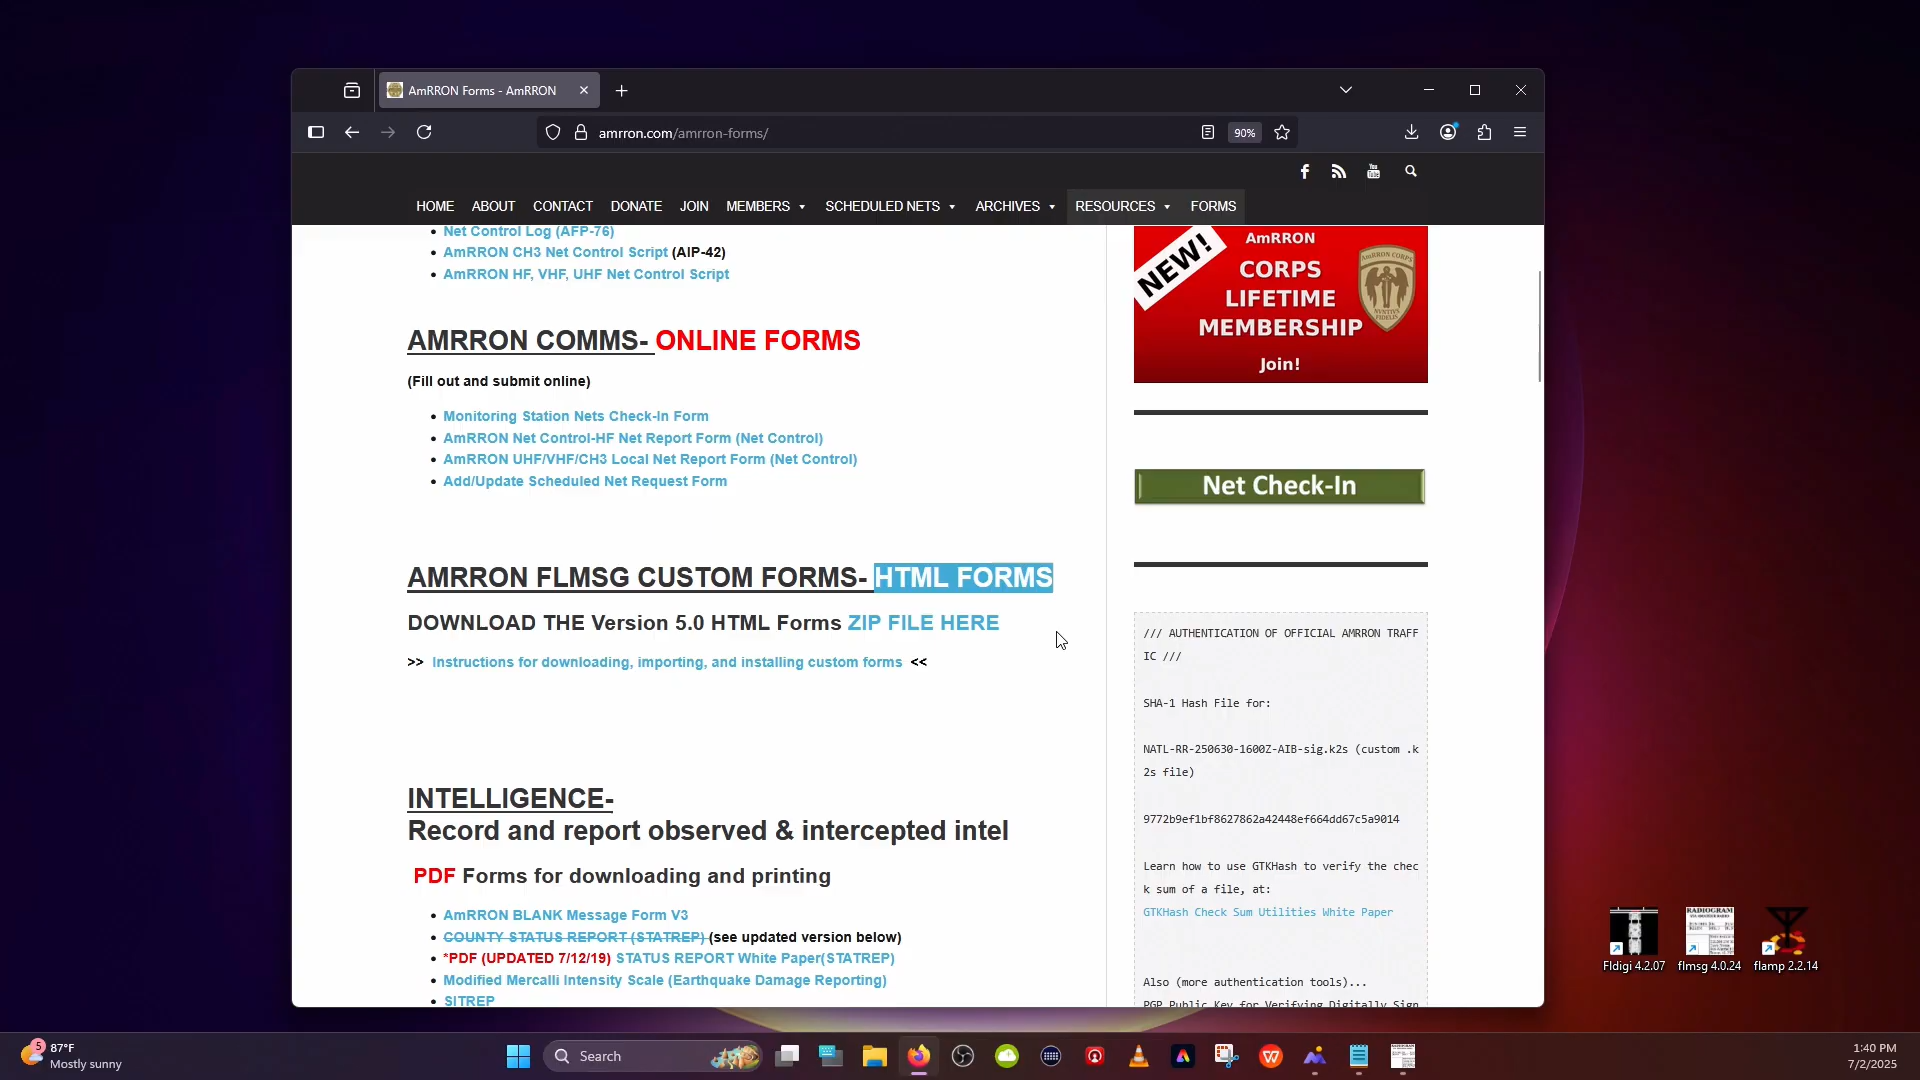 AmRRON Forms - AmRRON
amrron.com/amrron-forms/
90%
HOME ABOUT CONTACT DONATE JOIN MEMBERS SCHEDULED NETS ARCHIVES RESOURCES FORMS
Net Control Log (AFP-76)
AmRRON CH3 Net Control Script (AIP-42)
AmRRON HF, VHF, UHF Net Control Script
AMRRON COMMS- ONLINE FORMS
(Fill out and submit online)
Monitoring Station Nets Check-In Form
AmRRON Net Control-HF Net Report Form (Net Control)
AmRRON UHF/VHF/CH3 Local Net Report Form (Net Control)
Add/Update Scheduled Net Request Form
AMRRON FLMSG CUSTOM FORMS- HTML FORMS
DOWNLOAD THE Version 5.0 HTML Forms ZIP FILE HERE
>> Instructions for downloading, importing, and installing custom forms <<
INTELLIGENCE-
Record and report observed & intercepted intel
PDF Forms for downloading and printing
AmRRON BLANK Message Form V3
COUNTY STATUS REPORT (STATREP) (see updated version below)
*PDF (UPDATED 7/12/19) STATUS REPORT White Paper(STATREP)
Modified Mercalli Intensity Scale (Earthquake Damage Reporting)
SITREP
NEW!
AmRRON
CORPS
LIFETIME
MEMBERSHIP
Join!
AmRRON CORPS
Net Check-In
/// AUTHENTICATION OF OFFICIAL AMRRON TRAFF
IC ///
SHA-1 Hash File for:
NATL-RR-250630-1600Z-AIB-sig.k2s (custom .k
2s file)
9772b9ef1bf8627862a42448ef664dd67c5a9014
Learn how to use GTKHash to verify the chec
k sum of a file, at:
GTKHash Check Sum Utilities White Paper
Also (more authentication tools)...
PGP Public Key for Verifying Digitally Sign
RADIOGRAM
Fldigi 4.2.07
flmsg 4.0.24
flamp 2.2.14
5
87°F
Mostly sunny
Search
1:40 PM
7/2/2025